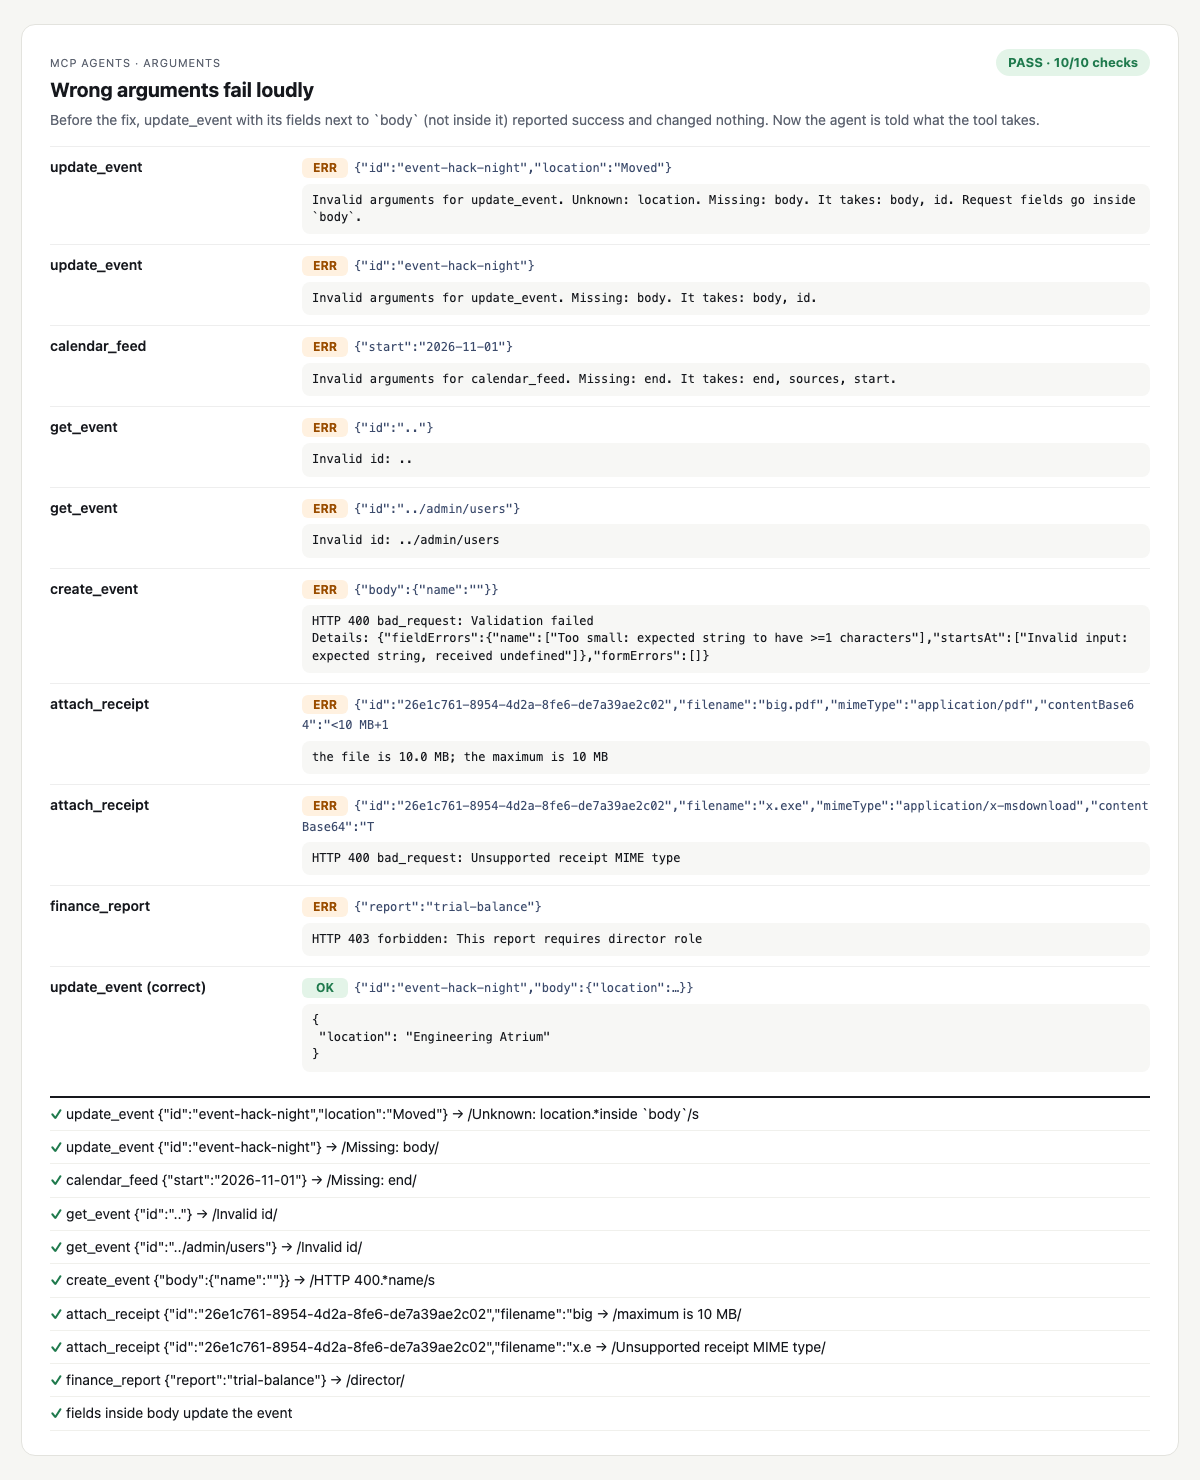 MCP AGENTS · ARGUMENTS
PASS · 10/10 checks
Wrong arguments fail loudly
Before the fix, update_event with its fields next to `body` (not inside it) reported success and changed nothing. Now the agent is told what the tool takes.
update_event
ERR {"id":"event-hack-night","location":"Moved"}
Invalid arguments for update_event. Unknown: location. Missing: body. It takes: body, id. Request fields go inside
`body`.
update_event
ERR {"id":"event-hack-night"}
Invalid arguments for update_event. Missing: body. It takes: body, id.
calendar_feed
ERR {"start":"2026-11-01"}
Invalid arguments for calendar_feed. Missing: end. It takes: end, sources, start.
get_event
ERR {"id":".."}
Invalid id: ..
get_event
ERR {"id":"../admin/users"}
Invalid id: ../admin/users
create_event
ERR {"body":{"name":""}}
HTTP 400 bad_request: Validation failed
Details: {"fieldErrors":{"name":["Too small: expected string to have >=1 characters"],"startsAt":["Invalid input:
expected string, received undefined"]},"formErrors":[]}
attach_receipt
ERR {"id":"26e1c761-8954-4d2a-8fe6-de7a39ae2c02","filename":"big.pdf","mimeType":"application/pdf","contentBase6
4":"<10 MB+1
the file is 10.0 MB; the maximum is 10 MB
attach_receipt
ERR {"id":"26e1c761-8954-4d2a-8fe6-de7a39ae2c02","filename":"x.exe","mimeType":"application/x-msdownload","content
Base64":"T
HTTP 400 bad_request: Unsupported receipt MIME type
finance_report
ERR {"report":"trial-balance"}
HTTP 403 forbidden: This report requires director role
update_event (correct)
OK {"id":"event-hack-night","body":{"location":…}}
{
"location": "Engineering Atrium"
}
✓ update_event {"id":"event-hack-night","location":"Moved"} → /Unknown: location.*inside `body`/s
✓ update_event {"id":"event-hack-night"} → /Missing: body/
✓ calendar_feed {"start":"2026-11-01"} → /Missing: end/
✓ get_event {"id":".."} → /Invalid id/
✓ get_event {"id":"../admin/users"} → /Invalid id/
✓ create_event {"body":{"name":""}} → /HTTP 400.*name/s
✓ attach_receipt {"id":"26e1c761-8954-4d2a-8fe6-de7a39ae2c02","filename":"big → /maximum is 10 MB/
✓ attach_receipt {"id":"26e1c761-8954-4d2a-8fe6-de7a39ae2c02","filename":"x.e → /Unsupported receipt MIME type/
✓ finance_report {"report":"trial-balance"} → /director/
✓ fields inside body update the event